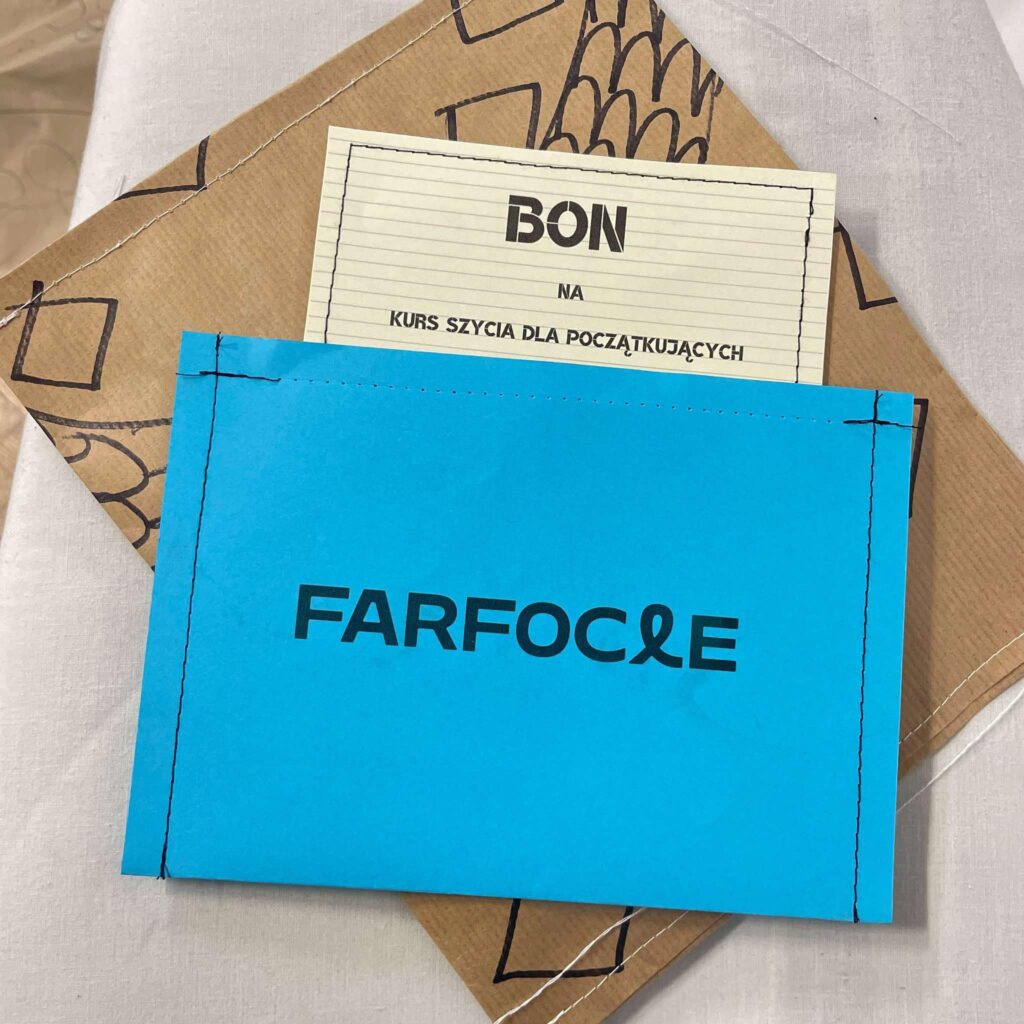 BON
NA
KURS SZYCIA DLA POCZĄTKUJĄCYCH
FARFOCLE